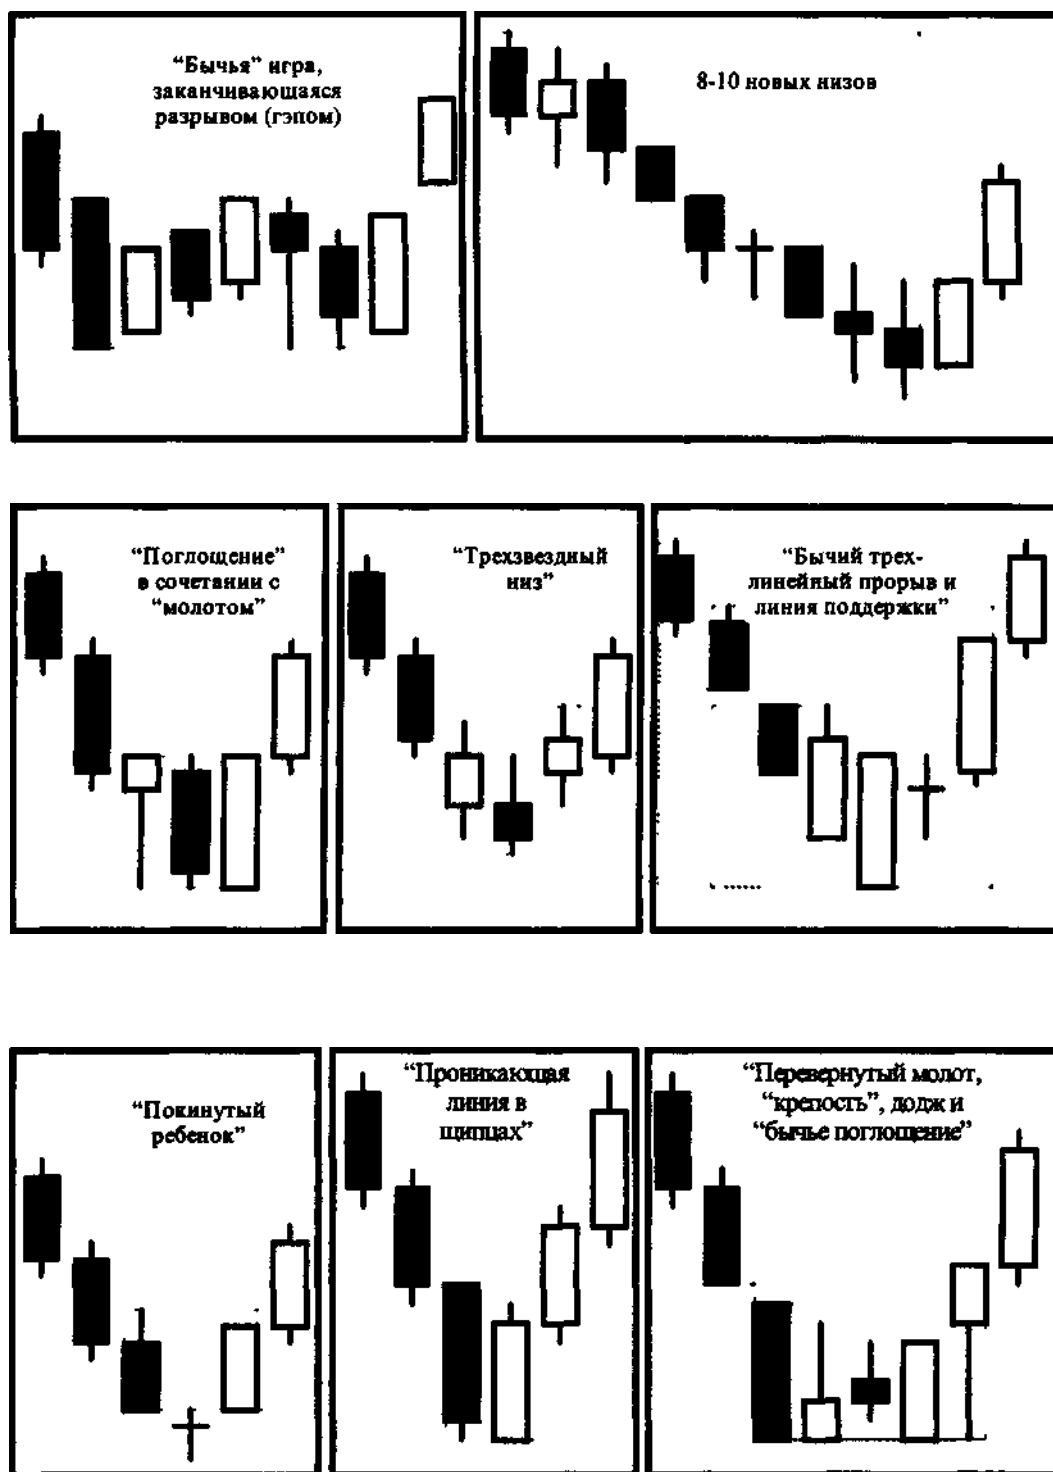 “Бычья” игра,
заканчивающаяся
разрывом (гэпом)
8-10 новых низов
“Поглощение”
в сочетании с
“молотом”
“Трехзвездный
низ”
“Бычий трех-
линейный прорыв и
линия поддержки”
“Покинутый
ребенок”
“Проникающая
линия в
щипцах”
“Перевернутый молот,
“крепость”, додж и
“бычье поглощение”